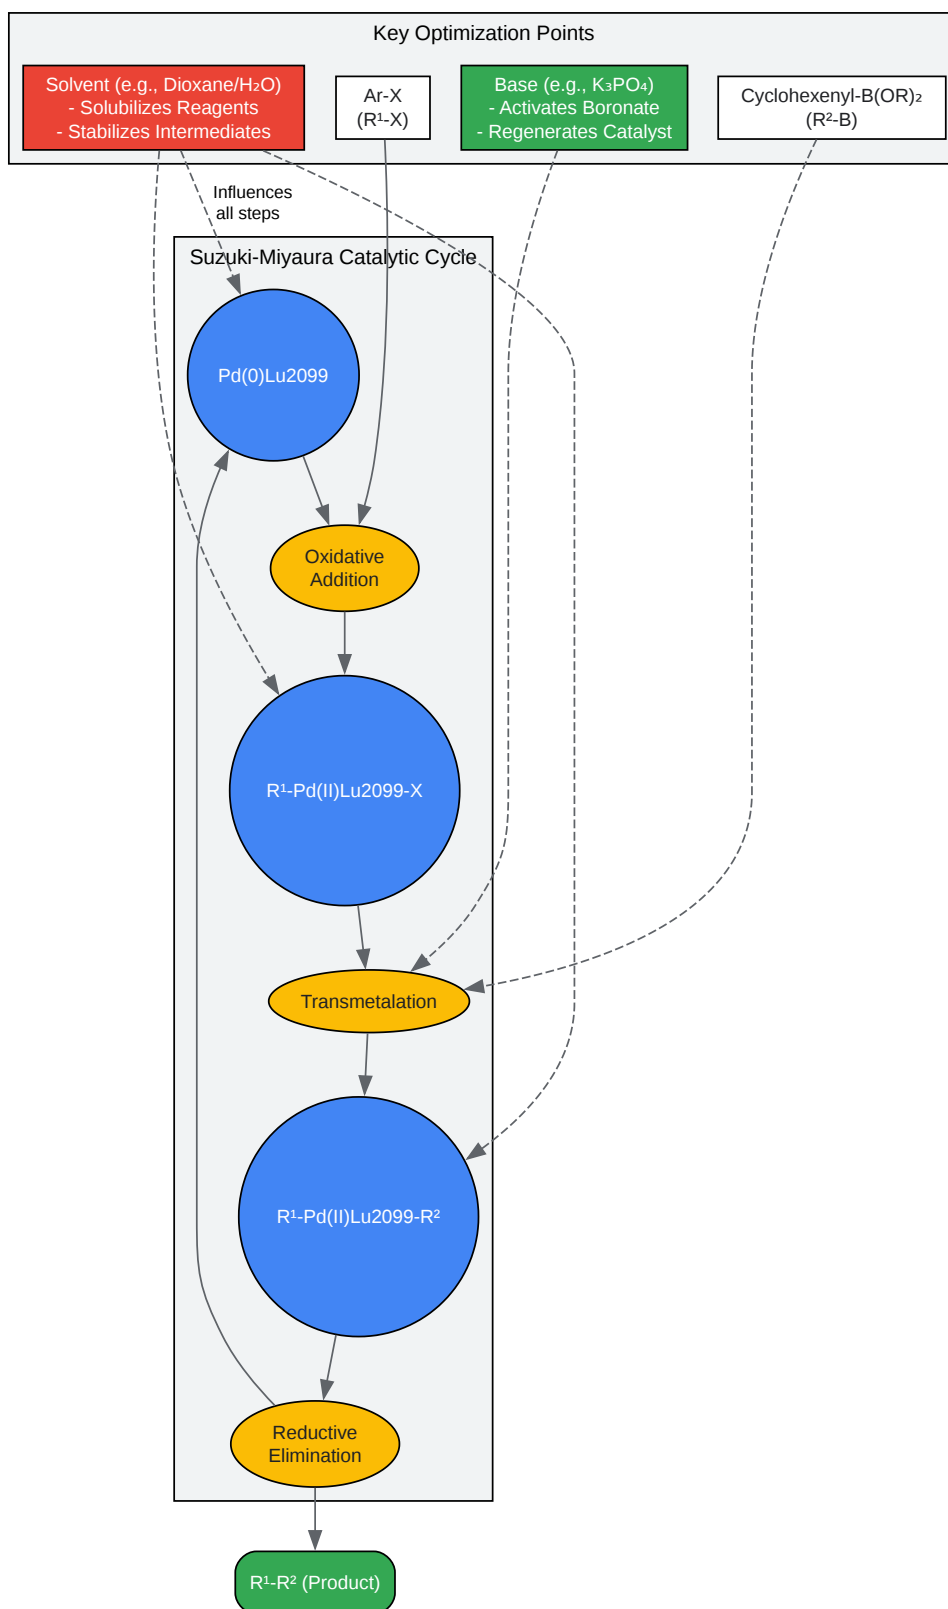 Key Optimization Points
Solvent (e.g., Dioxane/H₂O)
- Solubilizes Reagents
- Stabilizes Intermediates
Ar-X
(R¹-X)
Base (e.g., K₃PO₄)
- Activates Boronate
- Regenerates Catalyst
Cyclohexenyl-B(OR)₂
(R²-B)
Influences
all steps
Suzuki-Miyaura Catalytic Cycle
Pd(0)Lu2099
Oxidative
Addition
R¹-Pd(II)Lu2099-X
Transmetalation
R¹-Pd(II)Lu2099-R²
Reductive
Elimination
R¹-R² (Product)